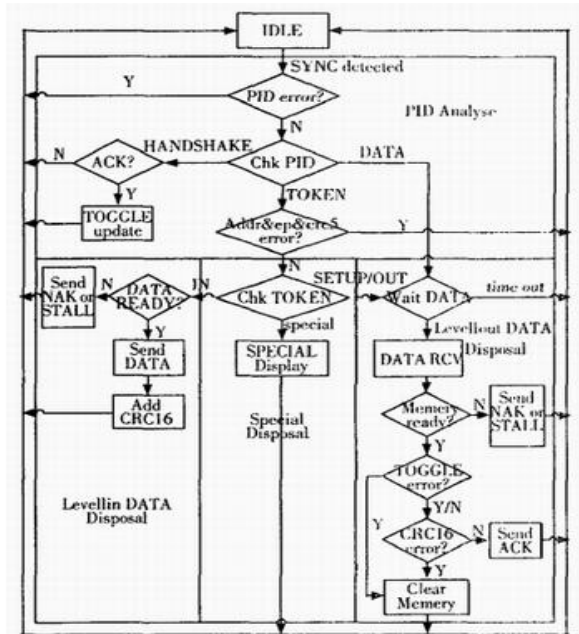 IDLE
SYNC detected
Y
PID error?
PID Analyse
N
HANDSHAKE
DATA
N
ACK?
Chk PID
Y
TOKEN
TOGGLE
update
Addr&ep&crc5
error?
Y
N
Send
NAK or
STALL
N
DATA
READY?
IN
Chk TOKEN
SETUP/OUT
Wait DATA
time out
Y
special
Levellout DATA
Disposal
Send
DATA
SPECIAL
Display
DATA RCV
Add
CRC16
Special
Disposal
Memory
ready?
N
Send
NAK or
STALL
Y
TOGGLE
error?
Levellin DATA
Disposal
Y/N
Y
CRC16
error?
N
Send
ACK
Y
Clear
Memory